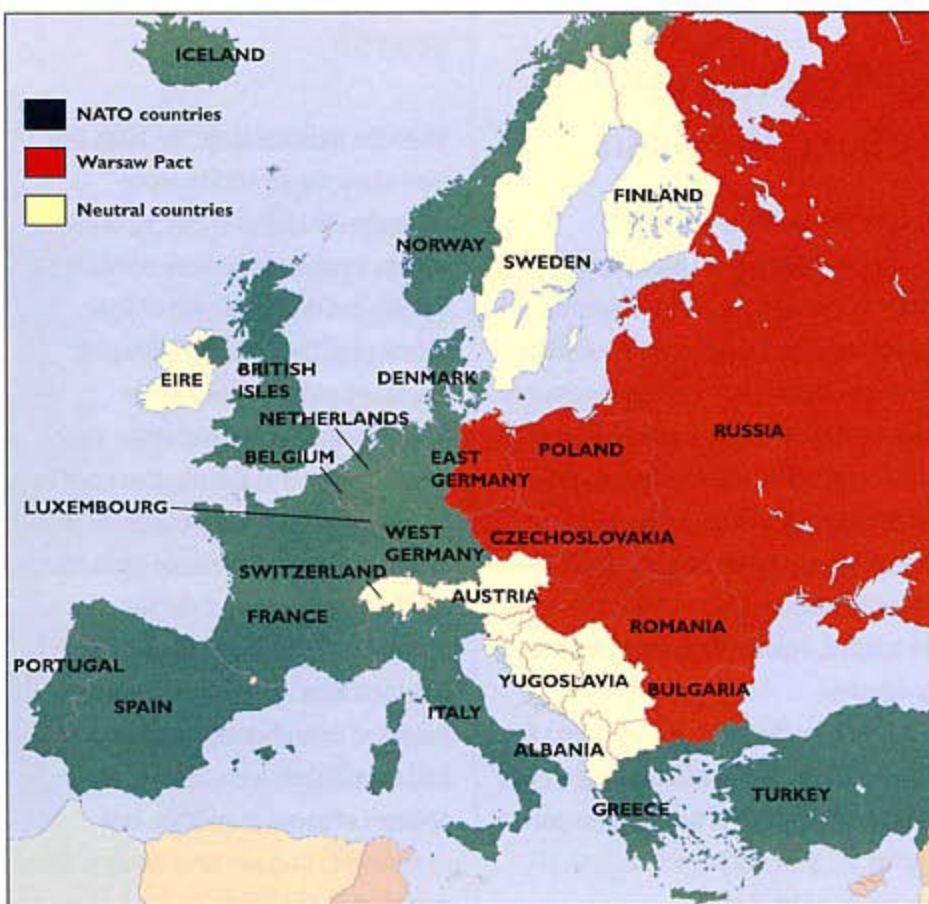 ICELAND
NATO countries
Warsaw Pact
Neutral countries
FINLAND
NORWAY
SWEDEN
EIRE
BRITISH
ISLES
DENMARK
NETHERLANDS
RUSSIA
POLAND
BELGIUM
EAST
GERMANY
LUXEMBOURG
WEST
GERMANY
CZECHOSLOVAKIA
SWITZERLAND
AUSTRIA
FRANCE
ROMANIA
PORTUGAL
YUGOSLAVIA
BULGARIA
SPAIN
ITALY
ALBANIA
GREECE
TURKEY